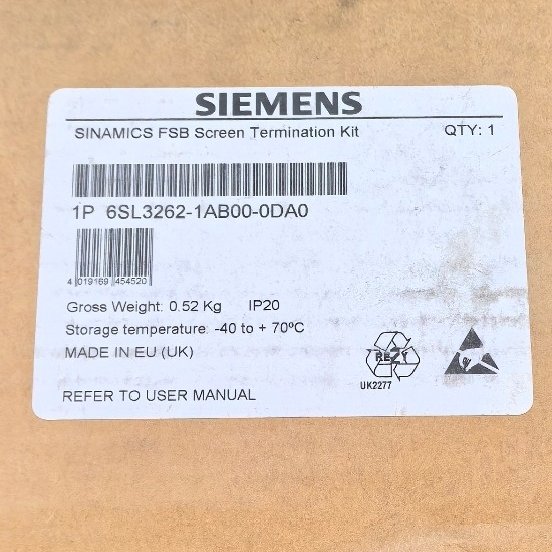 SIEMENS
SINAMICS FSB Screen Termination Kit QTY: 1
1P 6SL3262-1AB00-0DA0
4 019169 454520
Gross Weight: 0.52 Kg IP20
Storage temperature: -40 to + 70ºC
MADE IN EU (UK)
RESY
UK2277
REFER TO USER MANUAL